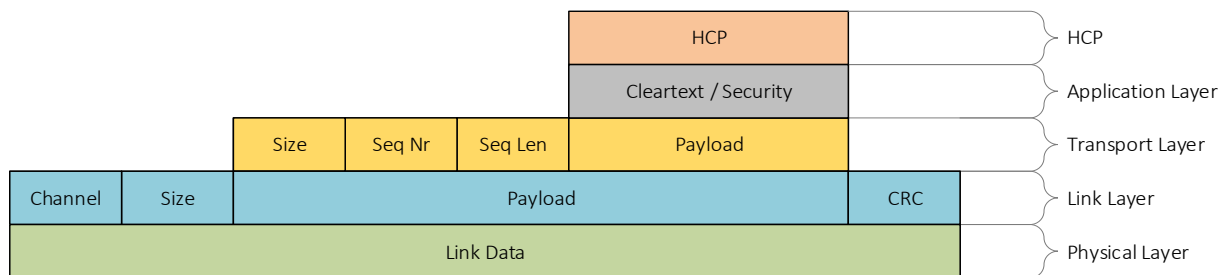 HCP HCP
Cleartext / Security Application Layer
Size Seq Nr Seq Len Payload Transport Layer
Channel Size Payload CRC Link Layer
Link Data Physical Layer